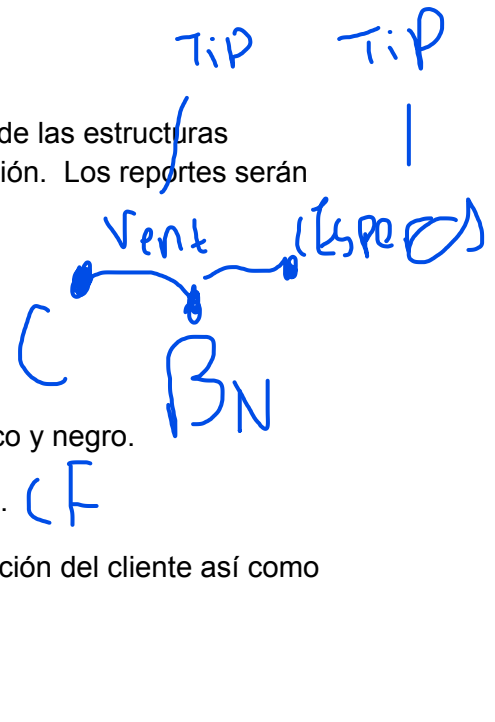 TiP TiP
de las estructuras
ión. Los reportes serán
Vent
C
BN
co y negro.
. CF
ción del cliente así como